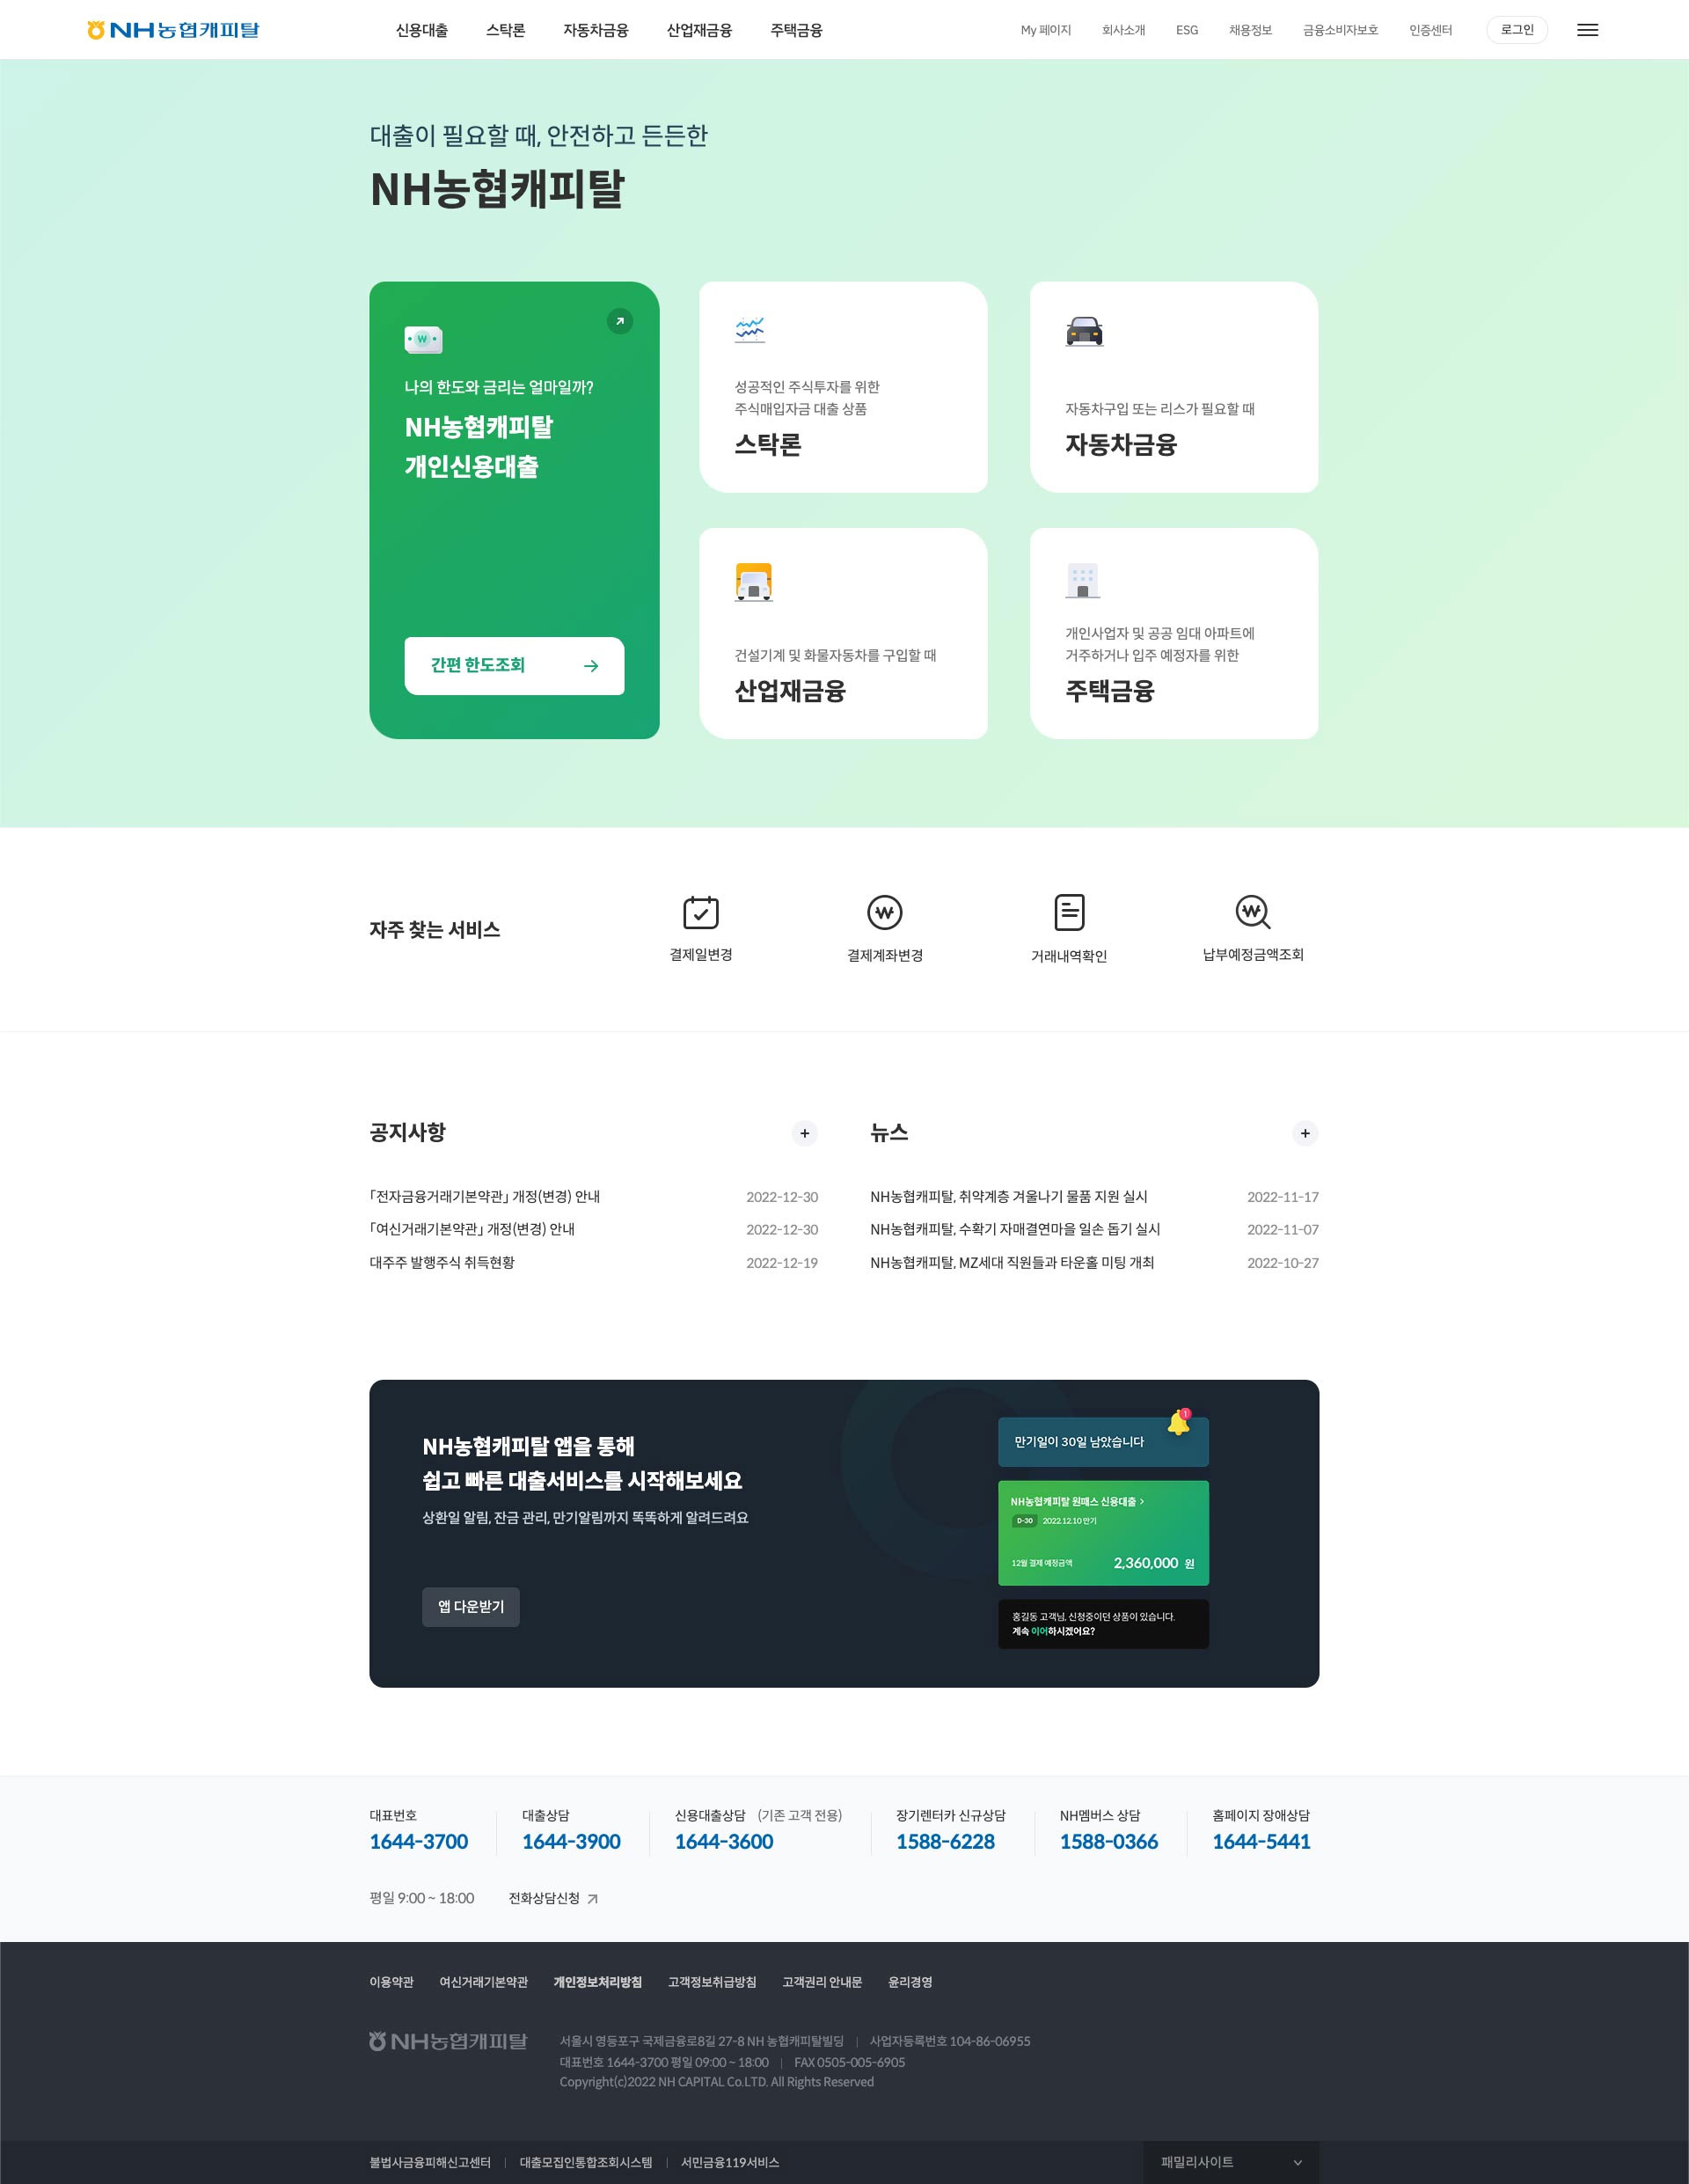 NH농협캐피탈
신용대출 스탁론 자동차금융 산업재금융 주택금융
My 페이지 회사소개 ESG 채용정보 금융소비자보호 인증센터 로그인
대출이 필요할 때, 안전하고 든든한
NH농협캐피탈
나의 한도와 금리는 얼마일까?
NH농협캐피탈
개인신용대출
간편 한도조회
성공적인 주식투자를 위한
주식매입자금 대출 상품
스탁론
자동차구입 또는 리스가 필요할 때
자동차금융
건설기계 및 화물자동차를 구입할 때
산업재금융
개인사업자 및 공공 임대 아파트에
거주하거나 입주 예정자를 위한
주택금융
자주 찾는 서비스
결제일변경
결제계좌변경
거래내역확인
납부예정금액조회
공지사항
「전자금융거래기본약관」 개정(변경) 안내 2022-12-30
「여신거래기본약관」 개정(변경) 안내 2022-12-30
대주주 발행주식 취득현황 2022-12-19
뉴스
NH농협캐피탈, 취약계층 겨울나기 물품 지원 실시 2022-11-17
NH농협캐피탈, 수확기 자매결연마을 일손 돕기 실시 2022-11-07
NH농협캐피탈, MZ세대 직원들과 타운홀 미팅 개최 2022-10-27
NH농협캐피탈 앱을 통해
쉽고 빠른 대출서비스를 시작해보세요
상환일 알림, 잔금 관리, 만기알림까지 똑똑하게 알려드려요
앱 다운받기
1
만기일이 30일 남았습니다
NH농협캐피탈 원패스 신용대출 >
D-30 2022.12.10 만기
12월 결제 예정금액 2,360,000 원
홍길동 고객님, 신청중이던 상품이 있습니다.
계속 이어하시겠어요?
대표번호
1644-3700
대출상담
1644-3900
신용대출상담 (기존 고객 전용)
1644-3600
장기렌터카 신규상담
1588-6228
NH멤버스 상담
1588-0366
홈페이지 장애상담
1644-5441
평일 9:00 ~ 18:00 전화상담신청
이용약관 여신거래기본약관 개인정보처리방침 고객정보취급방침 고객권리 안내문 윤리경영
NH농협캐피탈
서울시 영등포구 국제금융로8길 27-8 NH 농협캐피탈빌딩 | 사업자등록번호 104-86-06955
대표번호 1644-3700 평일 09:00 ~ 18:00 | FAX 0505-005-6905
Copyright(c)2022 NH CAPITAL Co.LTD. All Rights Reserved
불법사금융피해신고센터 | 대출모집인통합조회시스템 | 서민금융119서비스
패밀리사이트